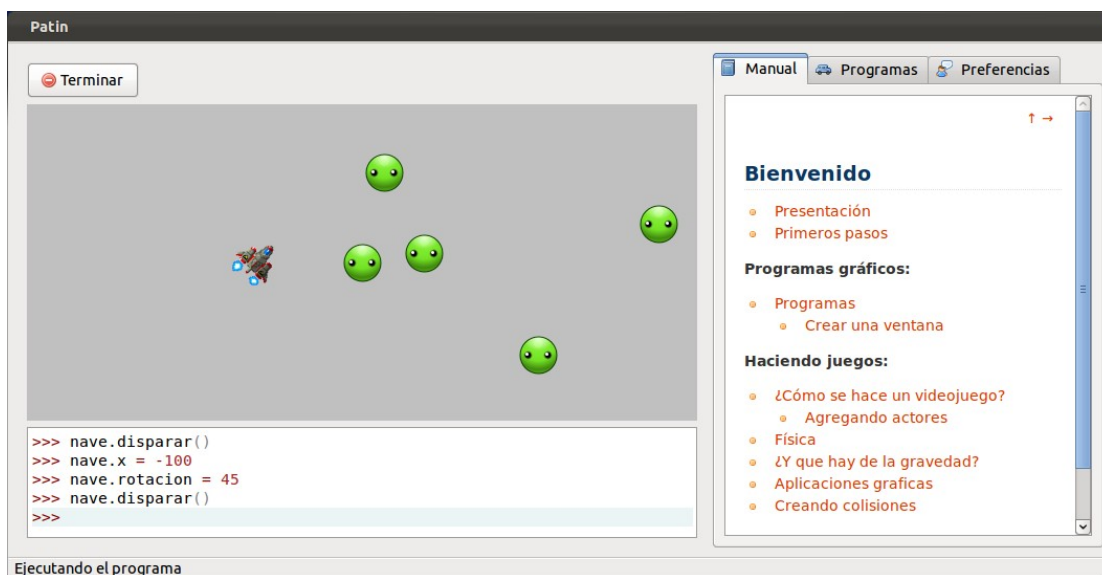 Patin
Terminar
>>> nave.disparar()
>>> nave.x = -100
>>> nave.rotacion = 45
>>> nave.disparar()
>>>
Manual Programas Preferencias
↑ →
Bienvenido
Presentación
Primeros pasos
Programas gráficos:
Programas
Crear una ventana
Haciendo juegos:
¿Cómo se hace un videojuego?
Agregando actores
Física
¿Y que hay de la gravedad?
Aplicaciones graficas
Creando colisiones
Ejecutando el programa